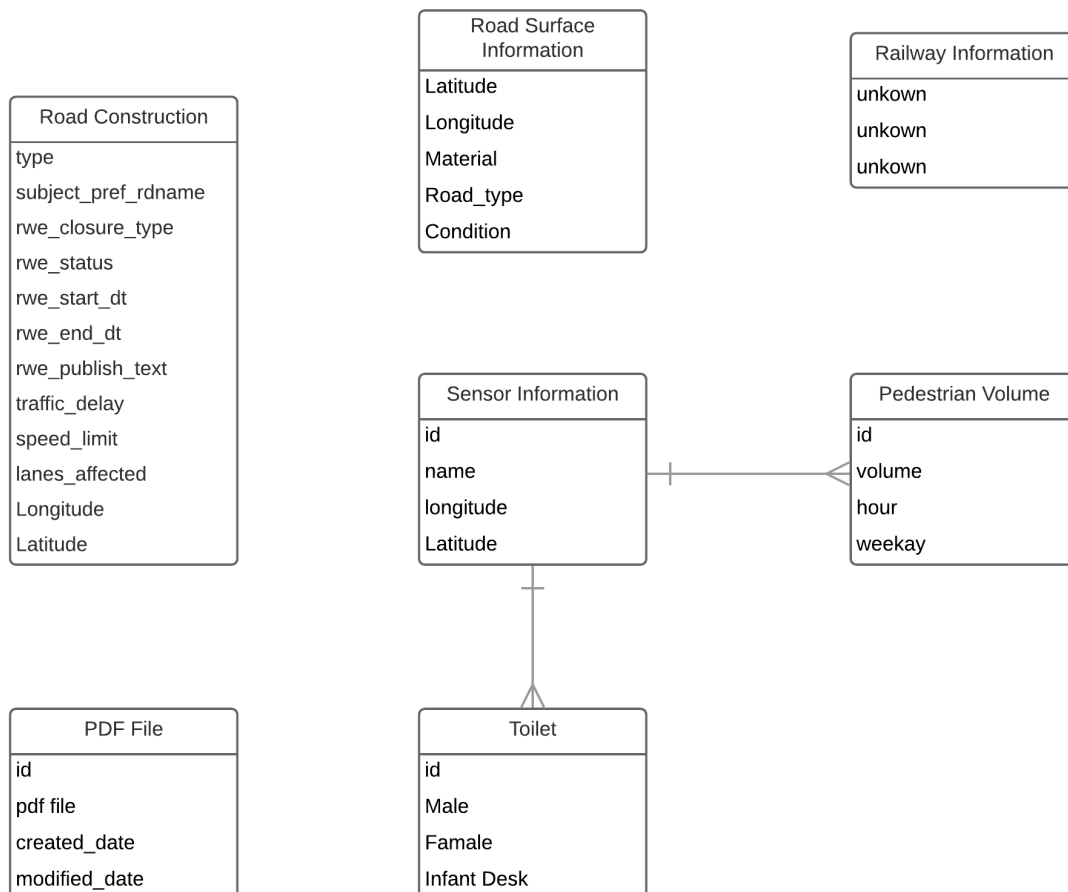 Road Construction
type
subject_pref_rdname
rwe_closure_type
rwe_status
rwe_start_dt
rwe_end_dt
rwe_publish_text
traffic_delay
speed_limit
lanes_affected
Longitude
Latitude
Road Surface
Information
Latitude
Longitude
Material
Road_type
Condition
Railway Information
unkown
unkown
unkown
Sensor Information
id
name
longitude
Latitude
Pedestrian Volume
id
volume
hour
weekay
PDF File
id
pdf file
created_date
modified_date
Toilet
id
Male
Famale
Infant Desk